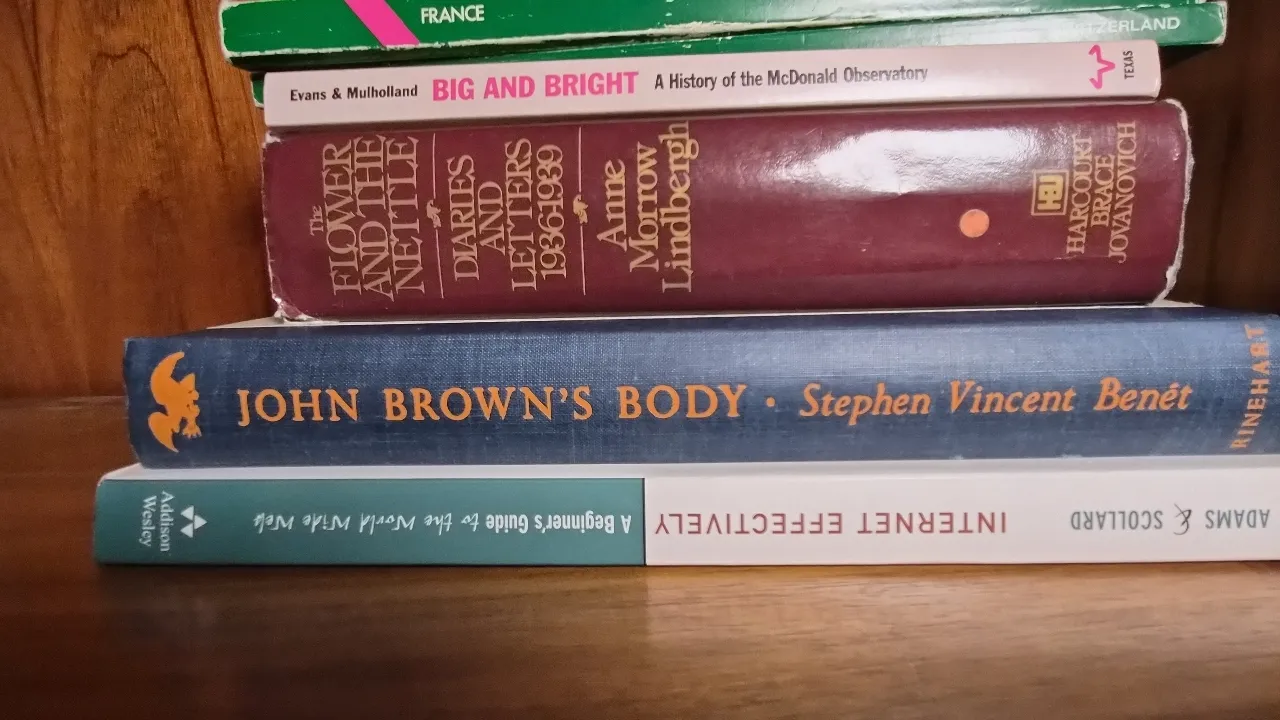 FRANCE
SWITZERLAND
Evans & Mulholland BIG AND BRIGHT A History of the McDonald Observatory
TEXAS
The
FLOWER
AND THE
NETTLE
DIARIES
AND
LETTERS
1936-1939
Anne
Morrow
Lindbergh
HBJ
HARCOURT
BRACE
JOVANOVICH
JOHN BROWN'S BODY · Stephen Vincent Benét
RINEHART
ADAMS & SCOLLARD INTERNET EFFECTIVELY A Beginner's Guide to the World Wide Web
Addison
Wesley